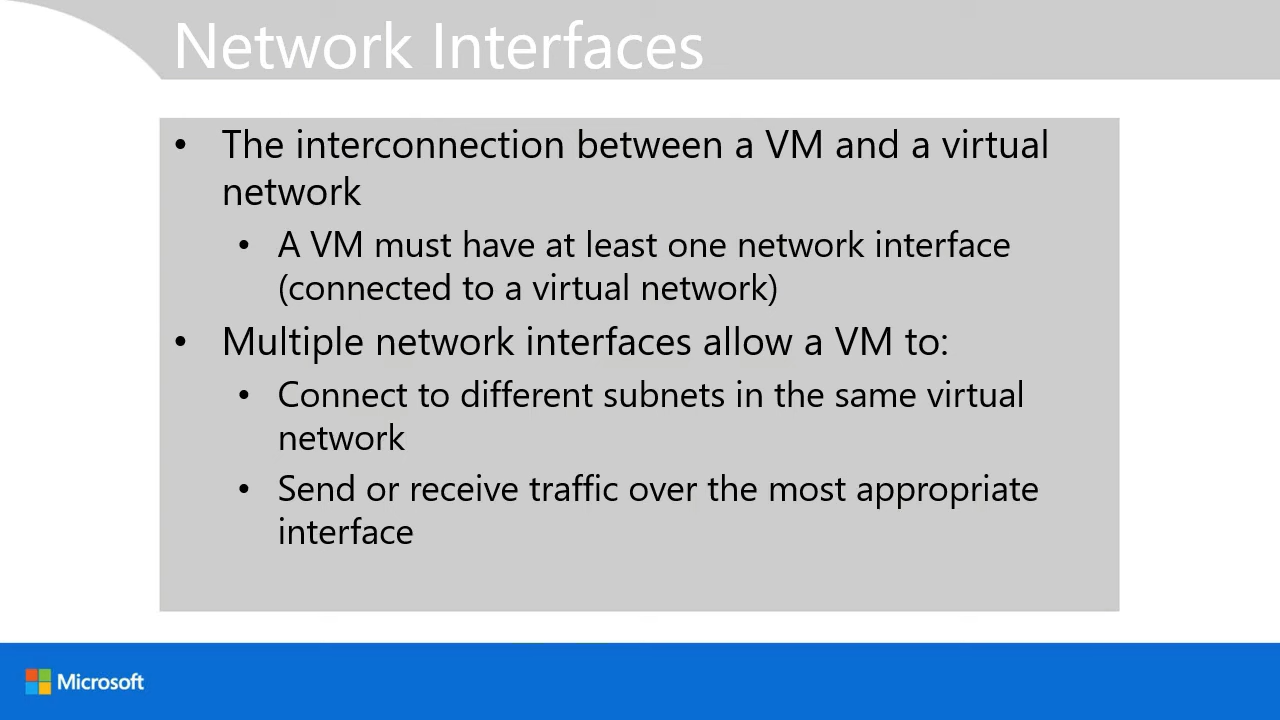 Network Interfaces
• The interconnection between a VM and a virtual
network
• A VM must have at least one network interface
(connected to a virtual network)
• Multiple network interfaces allow a VM to:
• Connect to different subnets in the same virtual
network
• Send or receive traffic over the most appropriate
interface
Microsoft